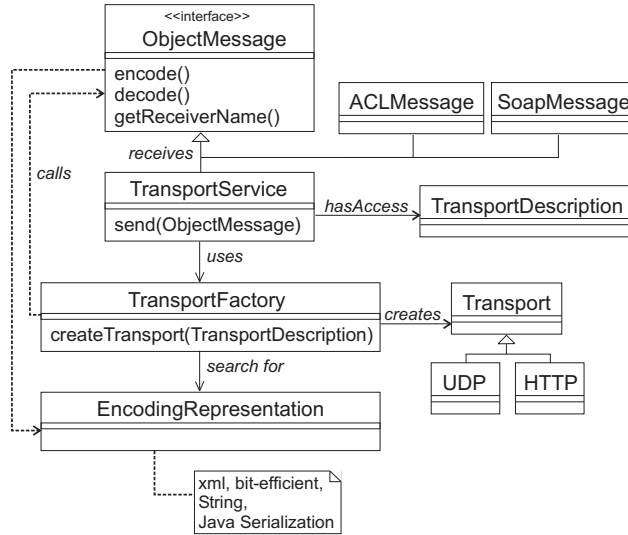 <<interface>>
ObjectMessage
encode()
decode()
getReceiverName()
ACLMessage
SoapMessage
receives
calls
TransportService
send(ObjectMessage)
hasAccess
TransportDescription
uses
TransportFactory
createTransport(TransportDescription)
creates
Transport
search for
UDP
HTTP
EncodingRepresentation
xml, bit-efficient,
String,
Java Serialization